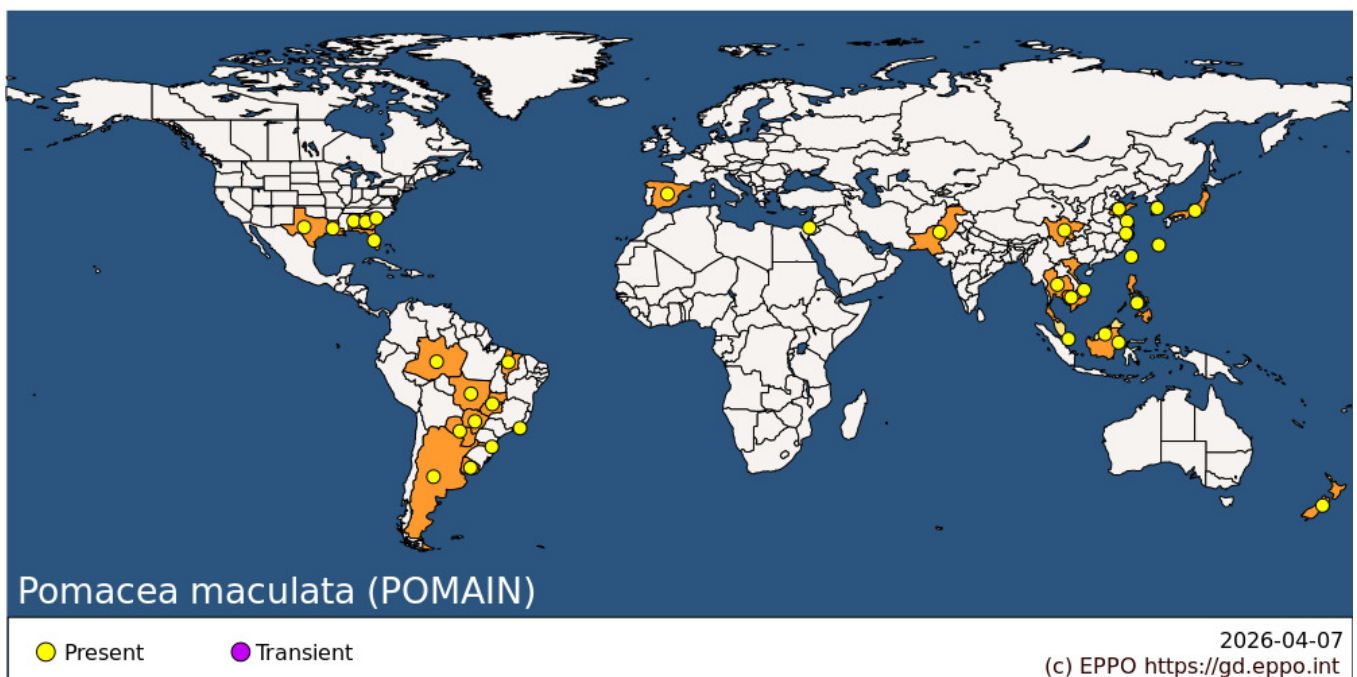 Pomacea maculata (POMAIN)
Present
Transient
2026-04-07
(c) EPPO https://gd.eppo.int